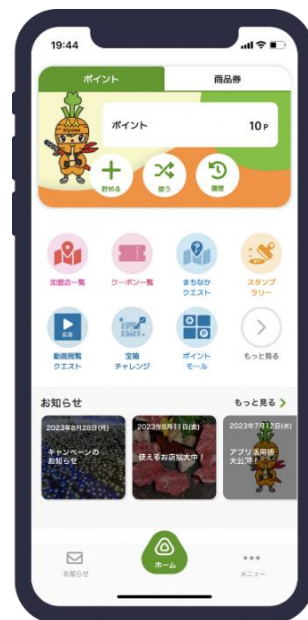 19:44
ポイント
商品券
Kiyose
ポイント
10 P
貯める
使う
履歴
加盟店一覧
クーポン一覧
まちなか
クエスト
スタンプ
ラリー
動画閲覧
クエスト
宝箱
チャレンジ
ポイント
モール
もっと見る
お知らせ
もっと見る
2023年8月28日(月)
キャンペーンの
お知らせ
2023年8月11日(金)
使えるお店拡大中!
2023年7月12日(水)
アプリ活用術
大公開!
お知らせ
ホーム
メニュー